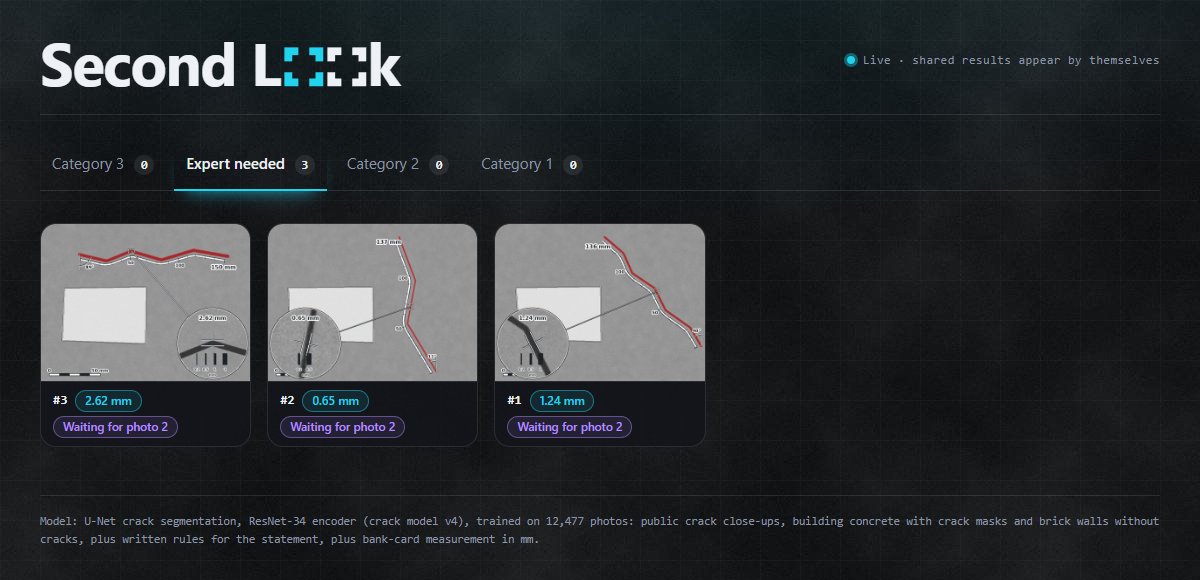 Second Look
Live · shared results appear by themselves
Category 3 0
Expert needed 3
Category 2 0
Category 1 0
150 mm
2.62 mm
137 mm
0.65 mm
136 mm
1.24 mm
#3 2.62 mm
Waiting for photo 2
#2 0.65 mm
Waiting for photo 2
#1 1.24 mm
Waiting for photo 2
Model: U-Net crack segmentation, ResNet-34 encoder (crack model v4), trained on 12,477 photos: public crack close-ups, building concrete with crack masks and brick walls without
cracks, plus written rules for the statement, plus bank-card measurement in mm.